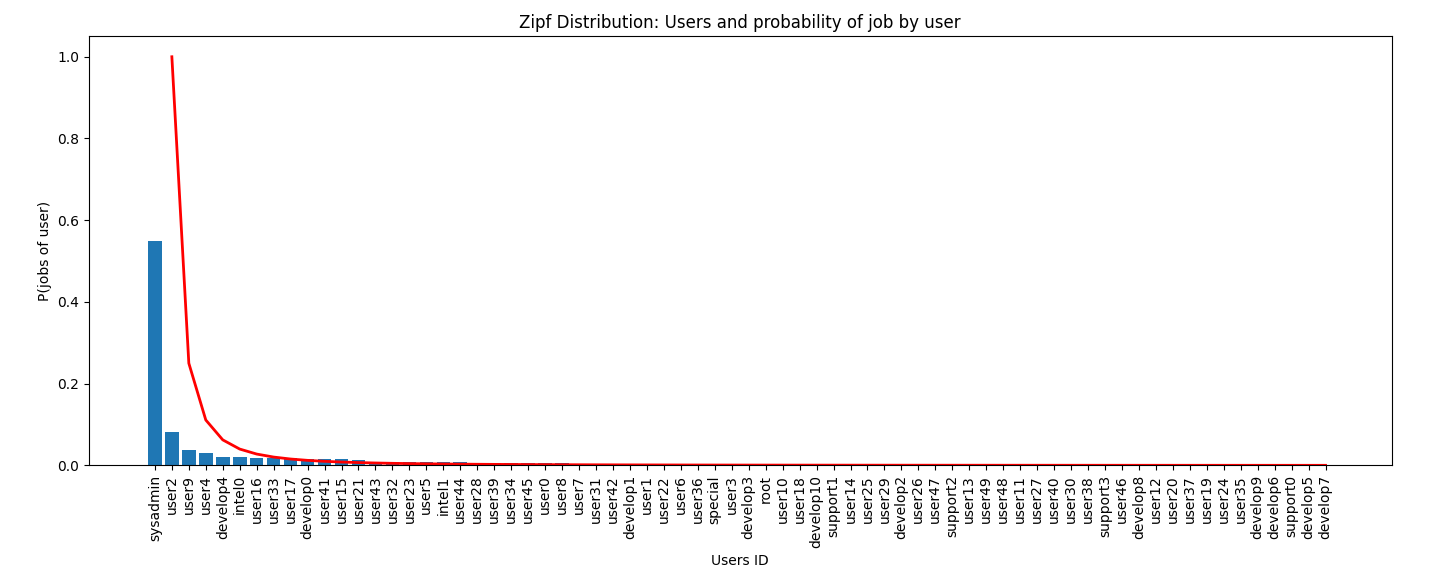 Zipf Distribution: Users and probability of job by user
1.0
0.8
0.6
0.4
0.2
0.0
P(jobs of user)
sysadmin
user2
user9
user4
develop4
intel0
user16
user33
user17
develop0
user41
user15
user21
user43
user32
user23
user5
intel1
user44
user28
user39
user34
user45
user0
user8
user7
user31
user42
develop1
user1
user22
user6
user36
special
user3
develop3
root
user10
user18
develop10
support1
user14
user25
user29
develop2
user26
user47
support2
user13
user49
user48
user11
user27
user40
user30
user38
support3
user46
develop8
user12
user20
user37
user19
user24
user35
develop9
develop6
support0
develop5
develop7
Users ID